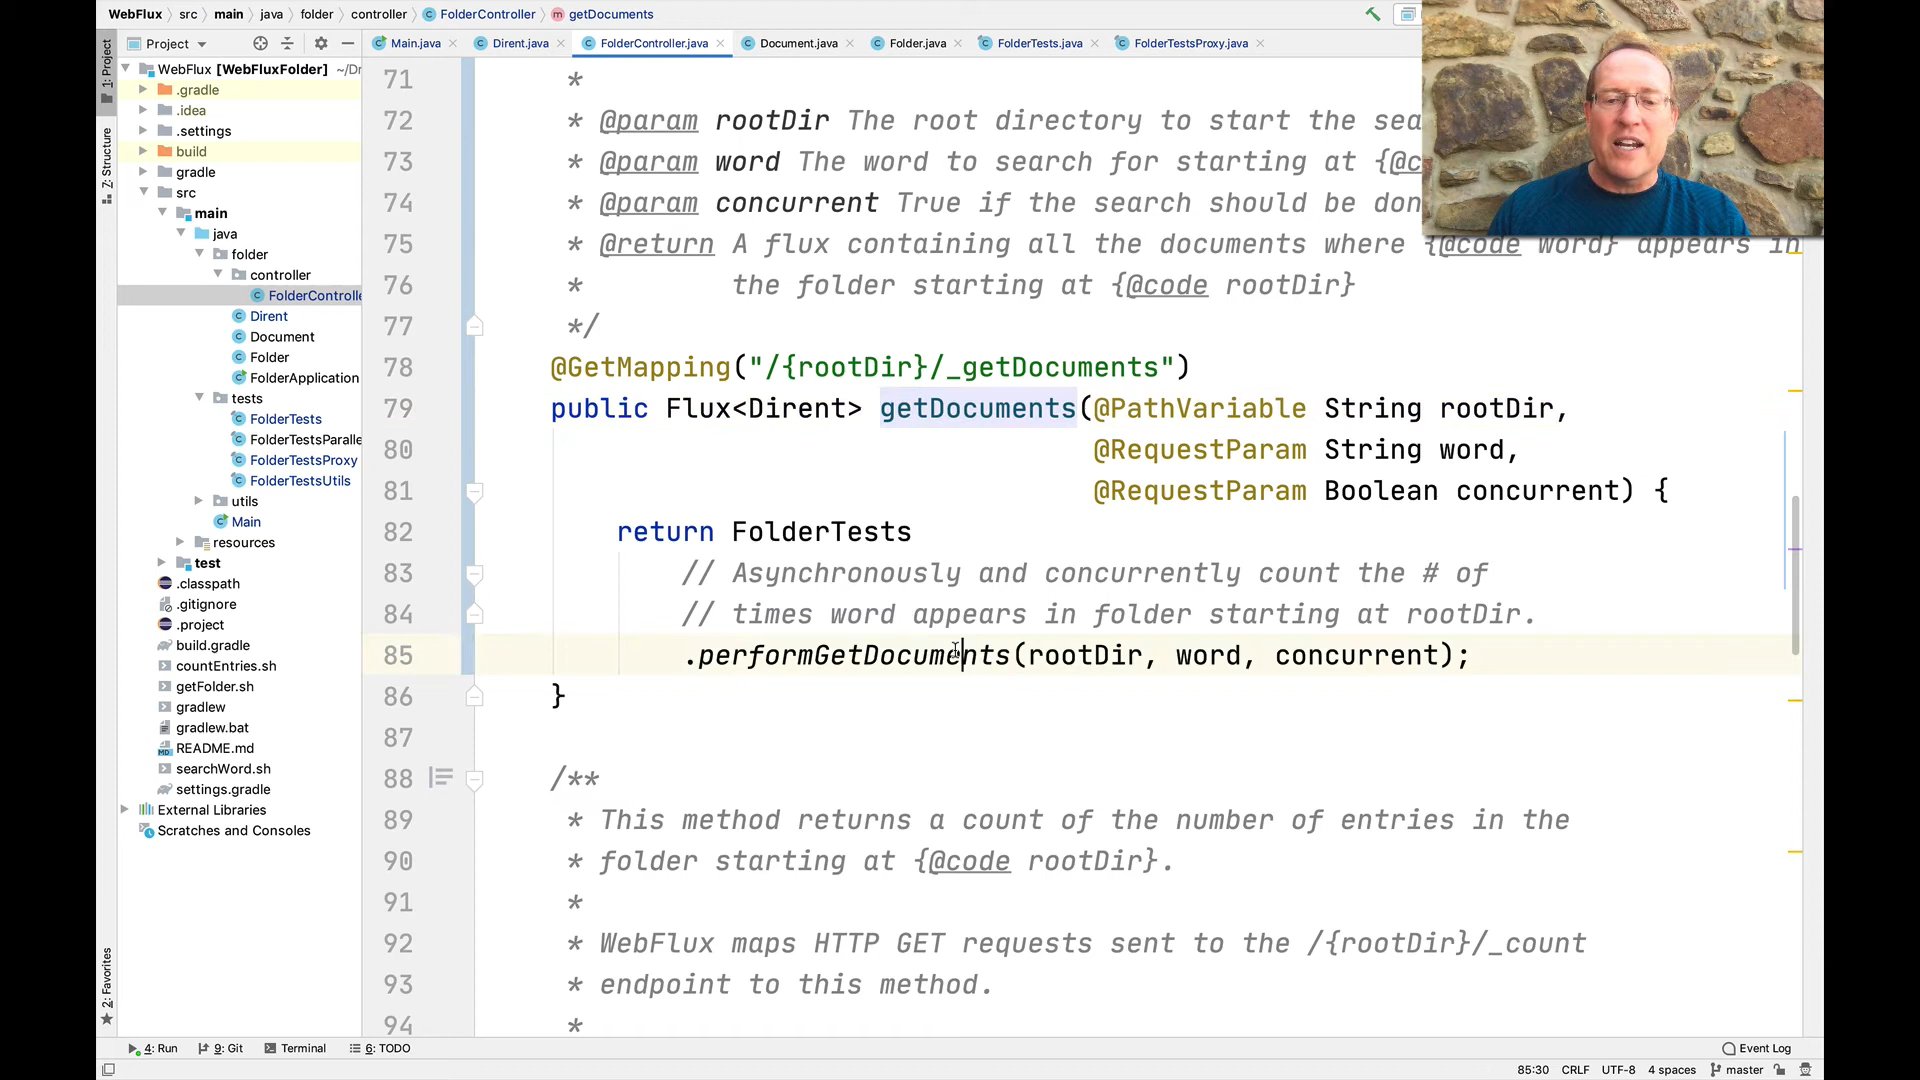 WebFlux src main java folder controller FolderController getDocuments
Project
Main.java Dirent.java FolderController.java Document.java Folder.java FolderTests.java FolderTestsProxy.java
1: Project
7: Structure
2: Favorites
WebFlux [WebFluxFolder] ~/Dr
.gradle
.idea
.settings
build
gradle
src
main
java
folder
controller
FolderControlle
Dirent
Document
Folder
FolderApplication
tests
FolderTests
FolderTestsParalle
FolderTestsProxy
FolderTestsUtils
utils
Main
resources
test
.classpath
.gitignore
.project
build.gradle
countEntries.sh
getFolder.sh
gradlew
gradlew.bat
README.md
searchWord.sh
settings.gradle
External Libraries
Scratches and Consoles
71 *
72 * @param rootDir The root directory to start the sea
73 * @param word The word to search for starting at {@c
74 * @param concurrent True if the search should be don
75 * @return A flux containing all the documents where {@code word} appears in
76 * the folder starting at {@code rootDir}
77 */
78 @GetMapping("/{rootDir}/_getDocuments")
79 public Flux<Dirent> getDocuments(@PathVariable String rootDir,
80 @RequestParam String word,
81 @RequestParam Boolean concurrent) {
82 return FolderTests
83 // Asynchronously and concurrently count the # of
84 // times word appears in folder starting at rootDir.
85 .performGetDocuments(rootDir, word, concurrent);
86 }
87
88 /**
89 * This method returns a count of the number of entries in the
90 * folder starting at {@code rootDir}.
91 *
92 * WebFlux maps HTTP GET requests sent to the /{rootDir}/_count
93 * endpoint to this method.
94 *
4: Run 9: Git Terminal 6: TODO Event Log
85:30 CRLF UTF-8 4 spaces master